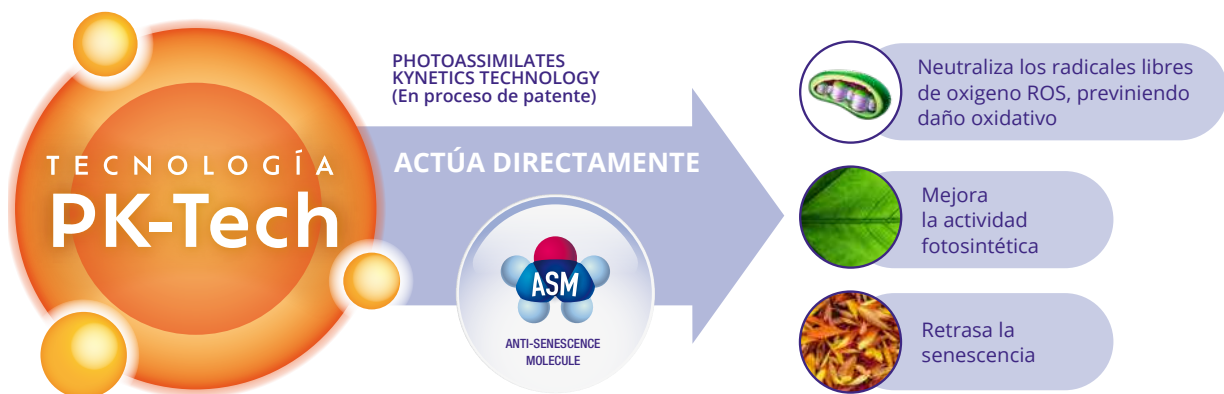 TECNOLOGÍA
PK-Tech
PHOTOASSIMILATES
KYNETICS TECHNOLOGY
(En proceso de patente)
ACTÚA DIRECTAMENTE
ASM
ANTI-SENESCENCE
MOLECULE
Neutraliza los radicales libres
de oxigeno ROS, previniendo
daño oxidativo
Mejora
la actividad
fotosintética
Retrasa la
senescencia